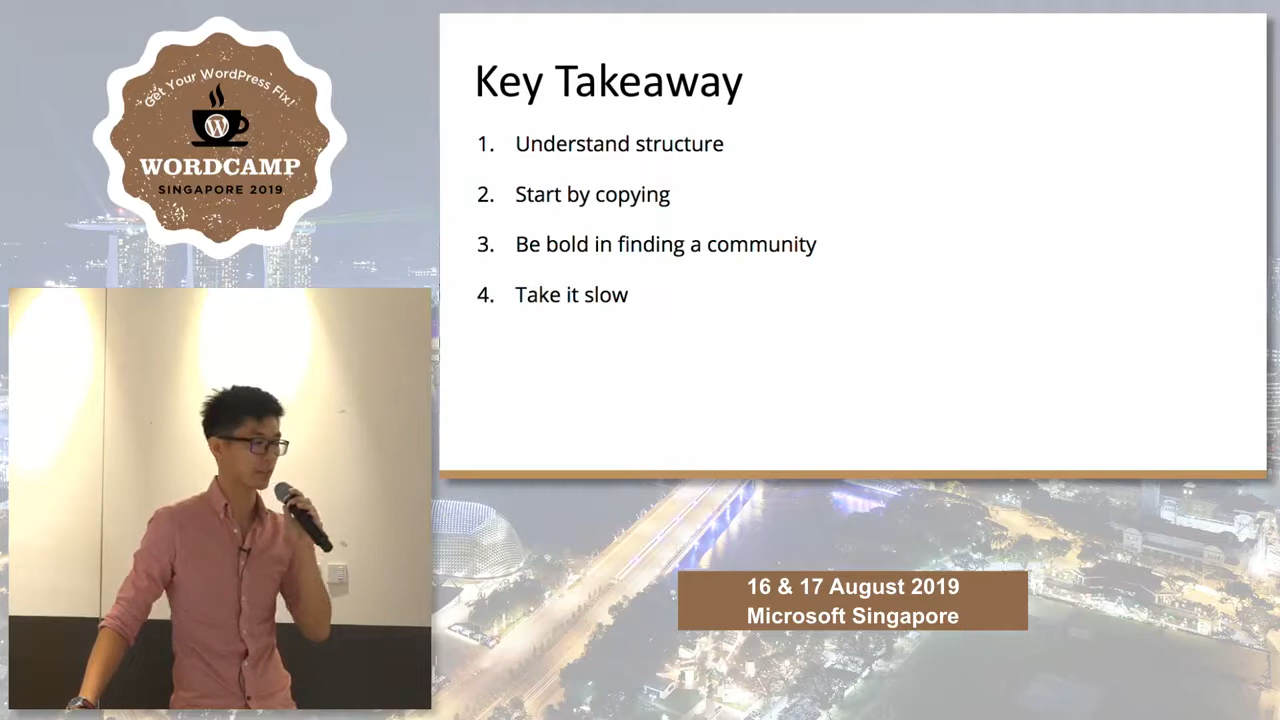 Get Your WordPress Fix!
WORDCAMP
SINGAPORE 2019
Key Takeaway
1. Understand structure
2. Start by copying
3. Be bold in finding a community
4. Take it slow
16 & 17 August 2019
Microsoft Singapore